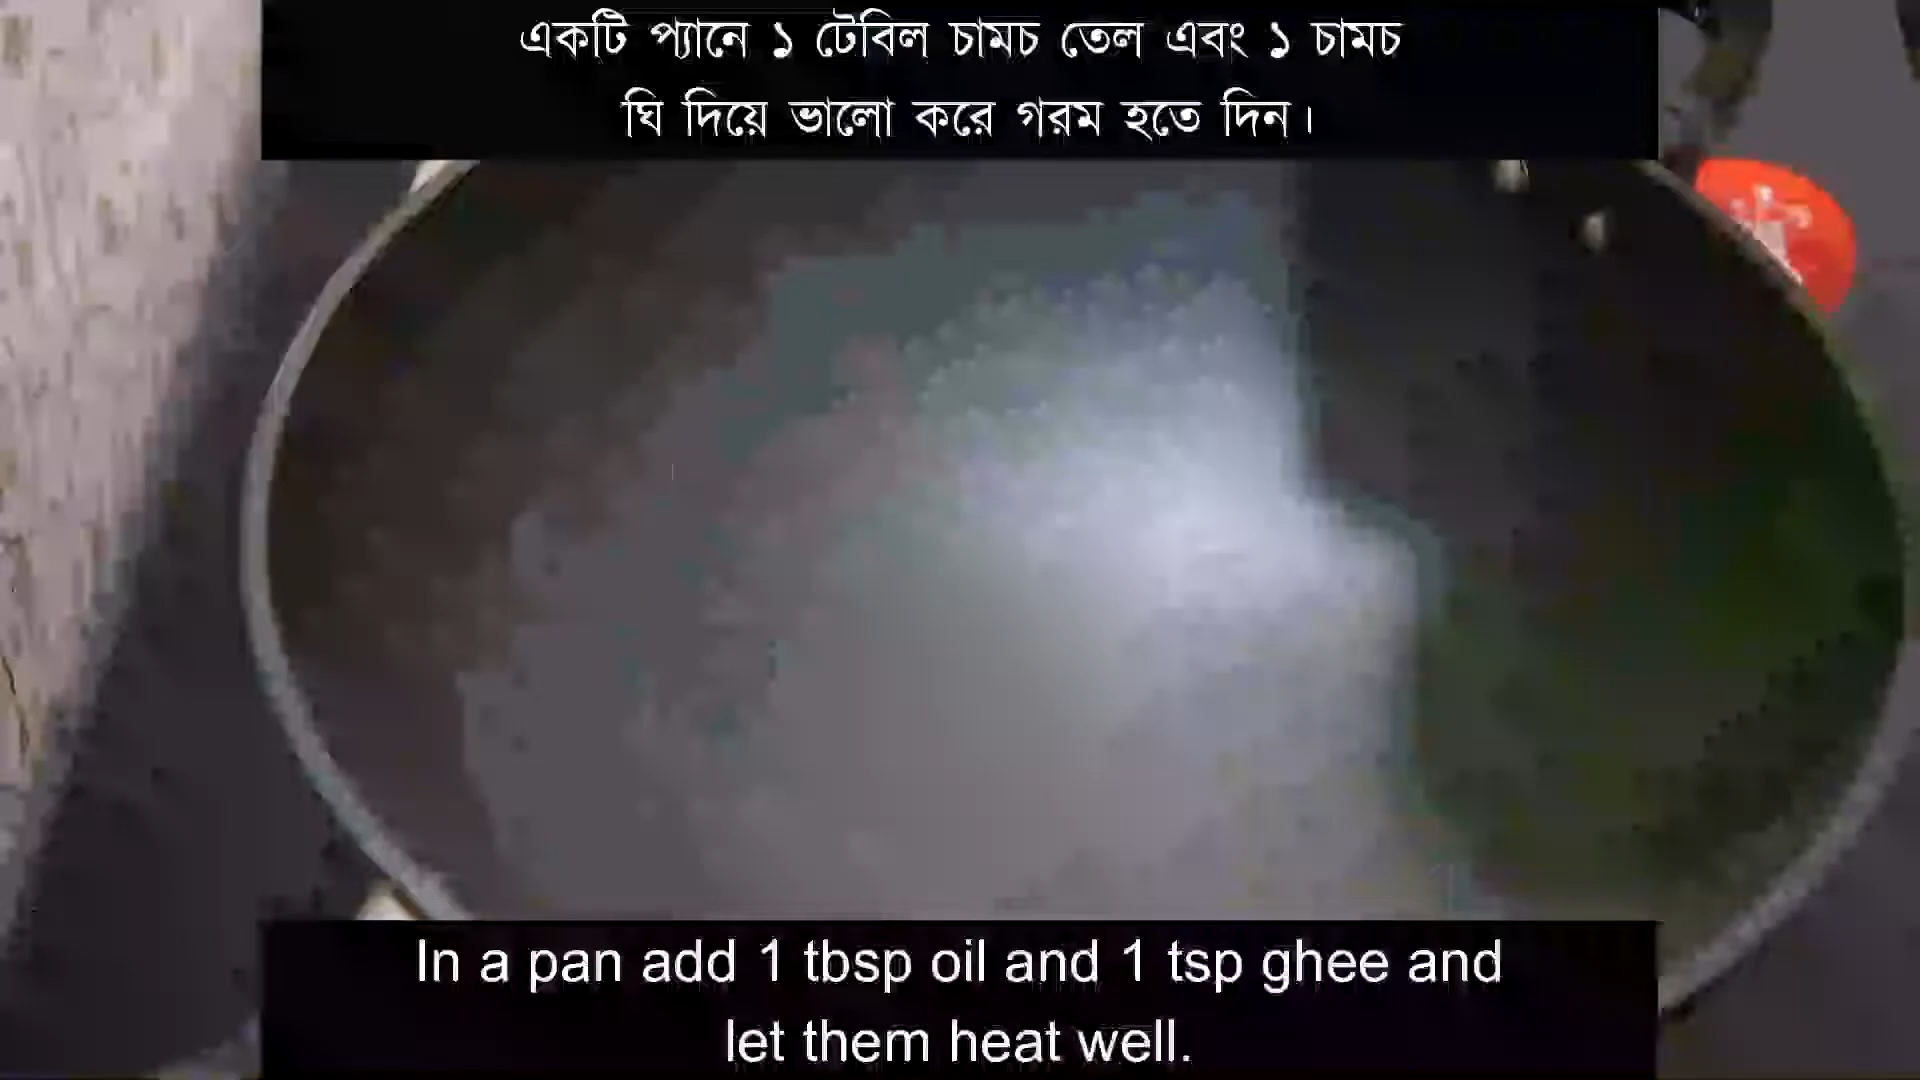 একটি প্যানে ১ টেবিল চামচ তেল এবং ১ চামচ
ঘি দিয়ে ভালো করে গরম হতে দিন।
In a pan add 1 tbsp oil and 1 tsp ghee and
let them heat well.